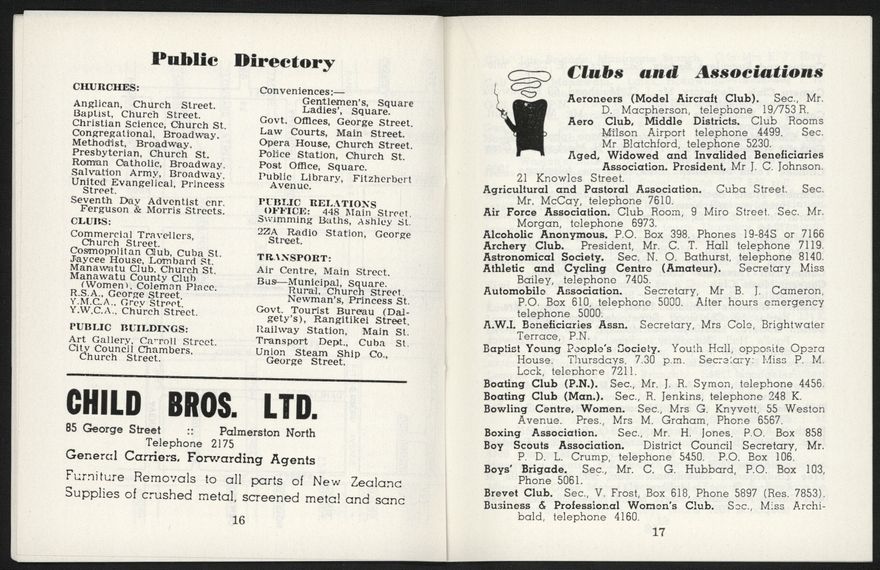 Public Directory
CHURCHES:
Anglican, Church Street.
Baptist, Church Street.
Christian Science, Church St.
Congregational, Broadway.
Methodist, Broadway.
Presbyterian, Church St.
Roman Catholic, Broadway.
Salvation Army, Broadway.
United Evangelical, Princess
Street.
Seventh Day Adventist cnr.
Ferguson & Morris Streets.
CLUBS:
Commercial Travellers,
Church Street.
Cosmopolitan Club, Cuba St.
Jaycee House, Lombard St.
Manawatu Club, Church St.
Manawatu County Club
(Women), Coleman Place.
R.S.A., George Street.
Y.M.C.A., Grey Street.
Y.W.C.A., Church Street.
PUBLIC BUILDINGS:
Art Gallery, Carroll Street.
City Council Chambers,
Church Street.
Conveniences:—
Gentlemen's, Square
Ladies', Square.
Govt. Offices, George Street.
Law Courts, Main Street.
Opera House, Church Street.
Police Station, Church St.
Post Office, Square.
Public Library, Fitzherbert
Avenue.
PUBLIC RELATIONS
OFFICE: 448 Main Street.
Swimming Baths, Ashley St.
2ZA Radio Station, George
Street.
TRANSPORT:
Air Centre, Main Street.
Bus—Municipal, Square.
Rural, Church Street.
Newman's, Princess St.
Govt. Tourist Bureau (Dal-
gety's), Rangitikei Street.
Railway Station, Main St.
Transport Dept., Cuba St.
Union Steam Ship Co.,
George Street.
CHILD BROS. LTD.
85 George Street :: Palmerston North
Telephone 2175
General Carriers, Forwarding Agents
Furniture Removals to all parts of New Zealand
Supplies of crushed metal, screened metal and sand
16
Clubs and Associations
Aeroneers (Model Aircraft Club). Sec., Mr.
D. Macpherson, telephone 19/753 R.
Aero Club, Middle Districts. Club Rooms
Milson Airport telephone 4499. Sec.
Mr Blatchford, telephone 5230.
Aged, Widowed and Invalided Beneficiaries
Association. President, Mr J. C. Johnson.
21 Knowles Street.
Agricultural and Pastoral Association. Cuba Street. Sec.
Mr. McCay, telephone 7610.
Air Force Association. Club Room, 9 Miro Street. Sec. Mr.
Morgan, telephone 6973.
Alcoholic Anonymous. P.O. Box 398. Phones 19-84S or 7166
Archery Club. President, Mr. C. T. Hall telephone 7119.
Astronomical Society. Sec. N. O. Bathurst, telephone 8140.
Athletic and Cycling Centre (Amateur). Secretary Miss
Bailey, telephone 7405.
Automobile Association. Secretary, Mr B. J. Cameron,
P.O. Box 610, telephone 5000. After hours emergency
telephone 5000.
A.W.I. Beneficiaries Assn. Secretary, Mrs Cole, Brightwater
Terrace, P.N.
Baptist Young People's Society. Youth Hall, opposite Opera
House. Thursdays, 7.30 p.m. Secretary: Miss P. M.
Lock, telephone 7211.
Boating Club (P.N.). Sec., Mr. J. R. Symon, telephone 4456.
Boating Club (Man.). Sec., R. Jenkins, telephone 248 K.
Bowling Centre, Women. Sec., Mrs G. Knyvett, 55 Weston
Avenue. Pres., Mrs M. Graham, Phone 6567.
Boxing Association. Sec., Mr. H. Jones, P.O. Box 858
Boy Scouts Association. District Council Secretary, Mr.
P. D. L. Crump, telephone 5450. P.O. Box 106.
Boys' Brigade. Sec., Mr. C. G. Hubbard, P.O. Box 103,
Phone 5061.
Brevet Club. Sec., V. Frost, Box 618, Phone 5897 (Res. 7853).
Business & Professional Women's Club. Sec., Miss Archi-
bald, telephone 4160.
17